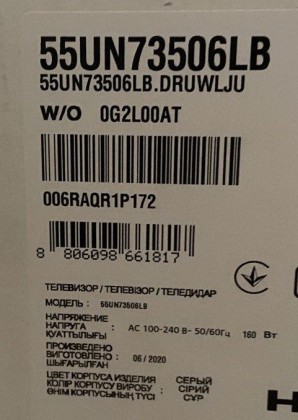 55UN73506LB
55UN73506LB.DRUWLJU
W/O 0G2L00AT
006RAQR1P172
8 806098 661817
ТЕЛЕВИЗОР / ТЕЛЕВІЗОР / ТЕЛЕДИДАР
МОДЕЛЬ : 55UN73506LB
НАПРЯЖЕНИЕ
НАПРУГА : AC 100-240 В~ 50/60Гц 160 Вт
ҚУАТТЫЛЫҒЫ
ПРОИЗВЕДЕНО
ВИГОТОВЛЕНО : 06 / 2020
ШЫҒАРЫЛҒАН
ЦВЕТ КОРПУСА ИЗДЕЛИЯ СЕРЫЙ
КОЛІР КОРПУСУ ВИРОБУ : СІРИЙ
ӨНІМ КОРПУСЫНЫҢ ТҮСІ СҰР